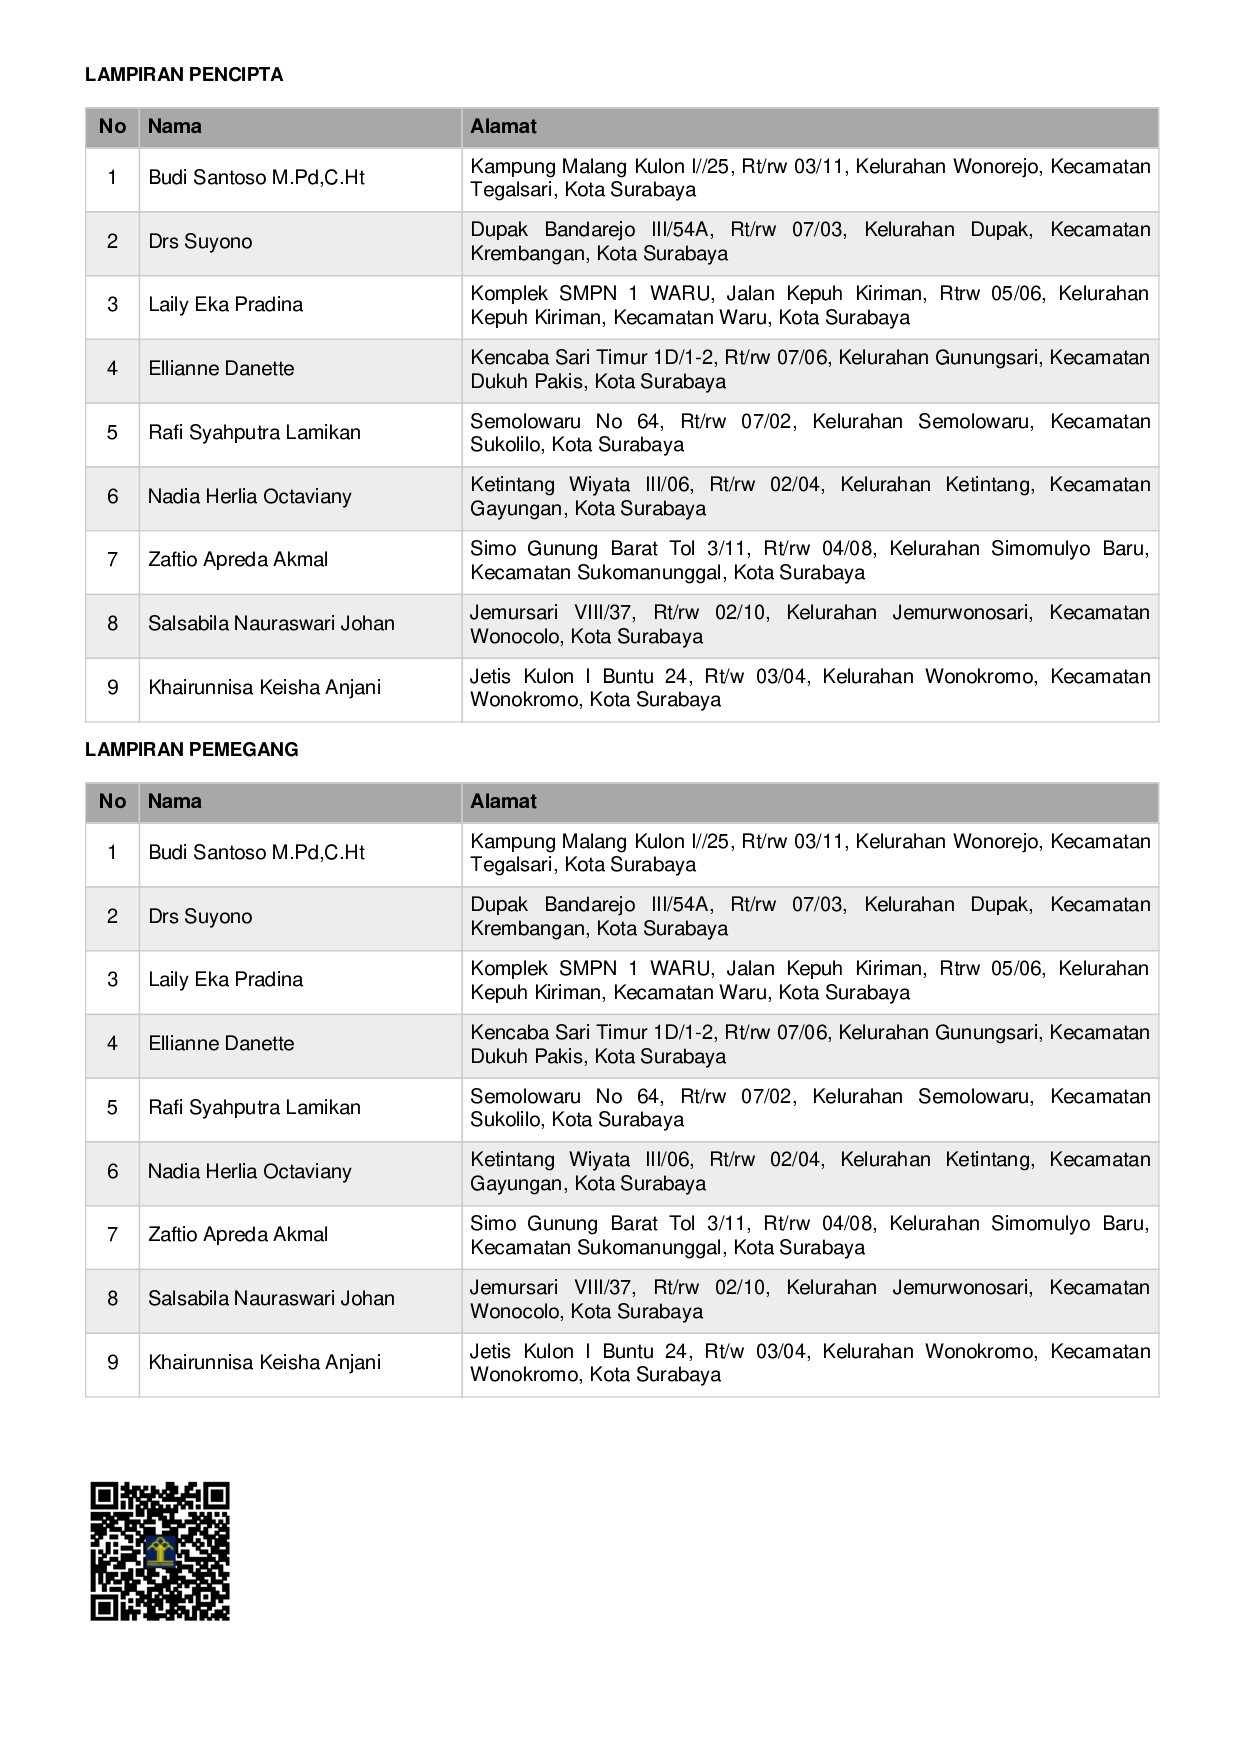 LAMPIRAN PENCIPTA
No Nama Alamat
1 Budi Santoso M.Pd,C.Ht Kampung Malang Kulon I//25, Rt/rw 03/11, Kelurahan Wonorejo, Kecamatan
Tegalsari, Kota Surabaya
2 Drs Suyono Dupak Bandarejo III/54A, Rt/rw 07/03, Kelurahan Dupak, Kecamatan
Krembangan, Kota Surabaya
3 Laily Eka Pradina Komplek SMPN 1 WARU, Jalan Kepuh Kiriman, Rtrw 05/06, Kelurahan
Kepuh Kiriman, Kecamatan Waru, Kota Surabaya
4 Ellianne Danette Kencaba Sari Timur 1D/1-2, Rt/rw 07/06, Kelurahan Gunungsari, Kecamatan
Dukuh Pakis, Kota Surabaya
5 Rafi Syahputra Lamikan Semolowaru No 64, Rt/rw 07/02, Kelurahan Semolowaru, Kecamatan
Sukolilo, Kota Surabaya
6 Nadia Herlia Octaviany Ketintang Wiyata III/06, Rt/rw 02/04, Kelurahan Ketintang, Kecamatan
Gayungan, Kota Surabaya
7 Zaftio Apreda Akmal Simo Gunung Barat Tol 3/11, Rt/rw 04/08, Kelurahan Simomulyo Baru,
Kecamatan Sukomanunggal, Kota Surabaya
8 Salsabila Nauraswari Johan Jemursari VIII/37, Rt/rw 02/10, Kelurahan Jemurwonosari, Kecamatan
Wonocolo, Kota Surabaya
9 Khairunnisa Keisha Anjani Jetis Kulon I Buntu 24, Rt/w 03/04, Kelurahan Wonokromo, Kecamatan
Wonokromo, Kota Surabaya
LAMPIRAN PEMEGANG
No Nama Alamat
1 Budi Santoso M.Pd,C.Ht Kampung Malang Kulon I//25, Rt/rw 03/11, Kelurahan Wonorejo, Kecamatan
Tegalsari, Kota Surabaya
2 Drs Suyono Dupak Bandarejo III/54A, Rt/rw 07/03, Kelurahan Dupak, Kecamatan
Krembangan, Kota Surabaya
3 Laily Eka Pradina Komplek SMPN 1 WARU, Jalan Kepuh Kiriman, Rtrw 05/06, Kelurahan
Kepuh Kiriman, Kecamatan Waru, Kota Surabaya
4 Ellianne Danette Kencaba Sari Timur 1D/1-2, Rt/rw 07/06, Kelurahan Gunungsari, Kecamatan
Dukuh Pakis, Kota Surabaya
5 Rafi Syahputra Lamikan Semolowaru No 64, Rt/rw 07/02, Kelurahan Semolowaru, Kecamatan
Sukolilo, Kota Surabaya
6 Nadia Herlia Octaviany Ketintang Wiyata III/06, Rt/rw 02/04, Kelurahan Ketintang, Kecamatan
Gayungan, Kota Surabaya
7 Zaftio Apreda Akmal Simo Gunung Barat Tol 3/11, Rt/rw 04/08, Kelurahan Simomulyo Baru,
Kecamatan Sukomanunggal, Kota Surabaya
8 Salsabila Nauraswari Johan Jemursari VIII/37, Rt/rw 02/10, Kelurahan Jemurwonosari, Kecamatan
Wonocolo, Kota Surabaya
9 Khairunnisa Keisha Anjani Jetis Kulon I Buntu 24, Rt/w 03/04, Kelurahan Wonokromo, Kecamatan
Wonokromo, Kota Surabaya